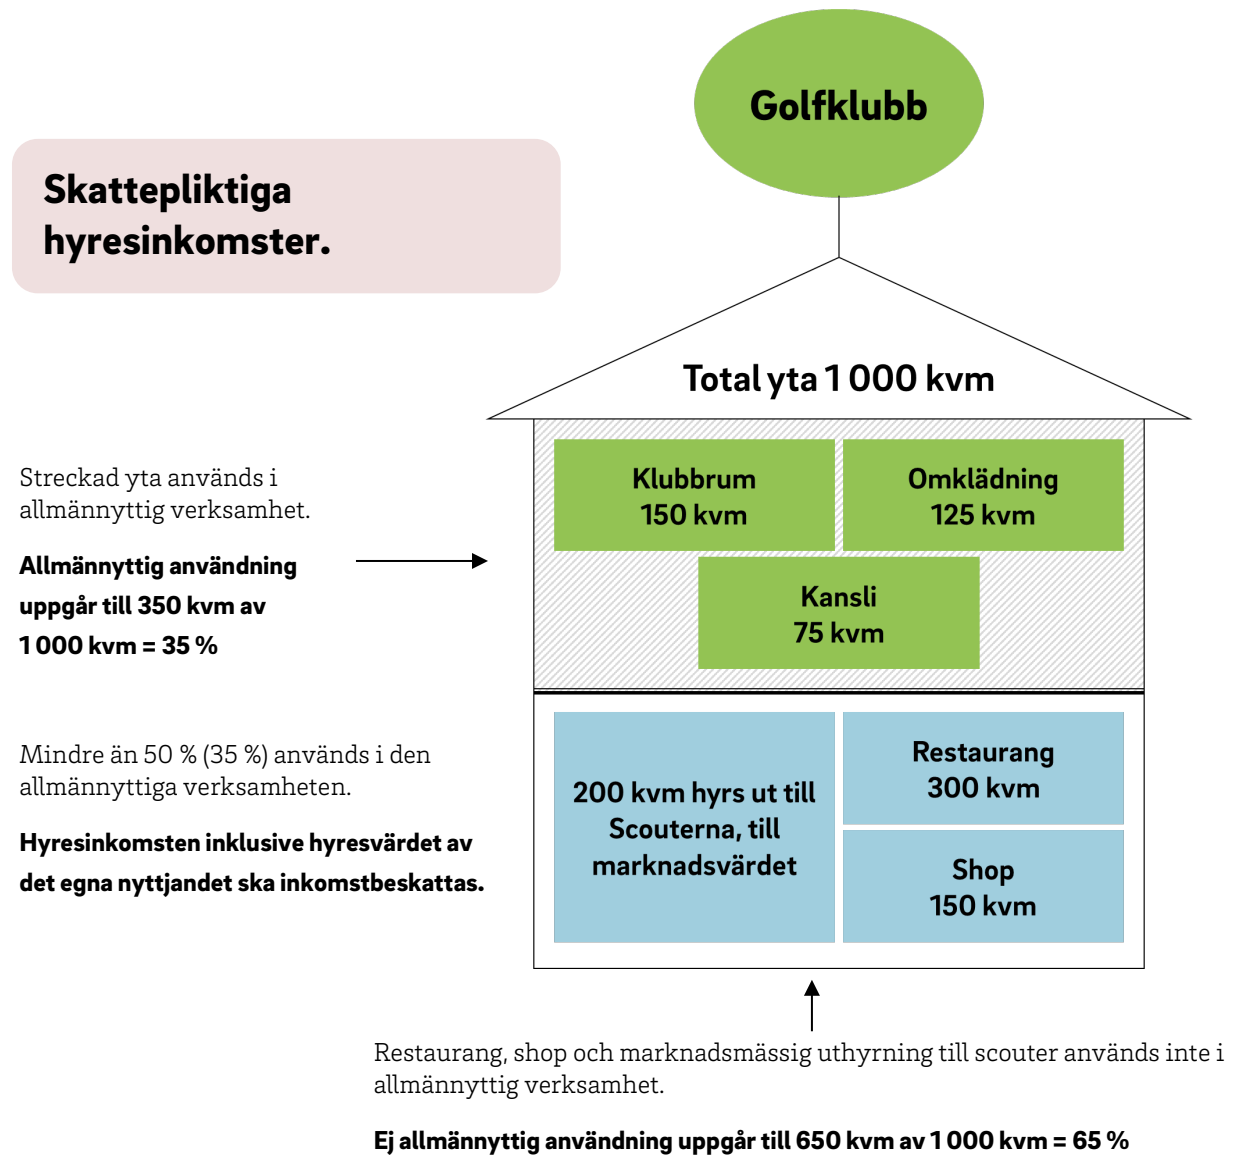 Golfklubb
Skattepliktiga
hyresinkomster.
Total yta 1 000 kvm
Streckad yta används i
allmännyttig verksamhet.
Allmännyttig användning
uppgår till 350 kvm av
1 000 kvm = 35 %
Klubbrum
150 kvm
Omklädning
125 kvm
Kansli
75 kvm
Mindre än 50 % (35 %) används i den
allmännyttiga verksamheten.
Hyresinkomsten inklusive hyresvärdet av
det egna nyttjandet ska inkomstbeskattas.
200 kvm hyrs ut till
Scouterna, till
marknadsvärdet
Restaurang
300 kvm
Shop
150 kvm
Restaurang, shop och marknadsmässig uthyrning till scouter används inte i
allmännyttig verksamhet.
Ej allmännyttig användning uppgår till 650 kvm av 1 000 kvm = 65 %